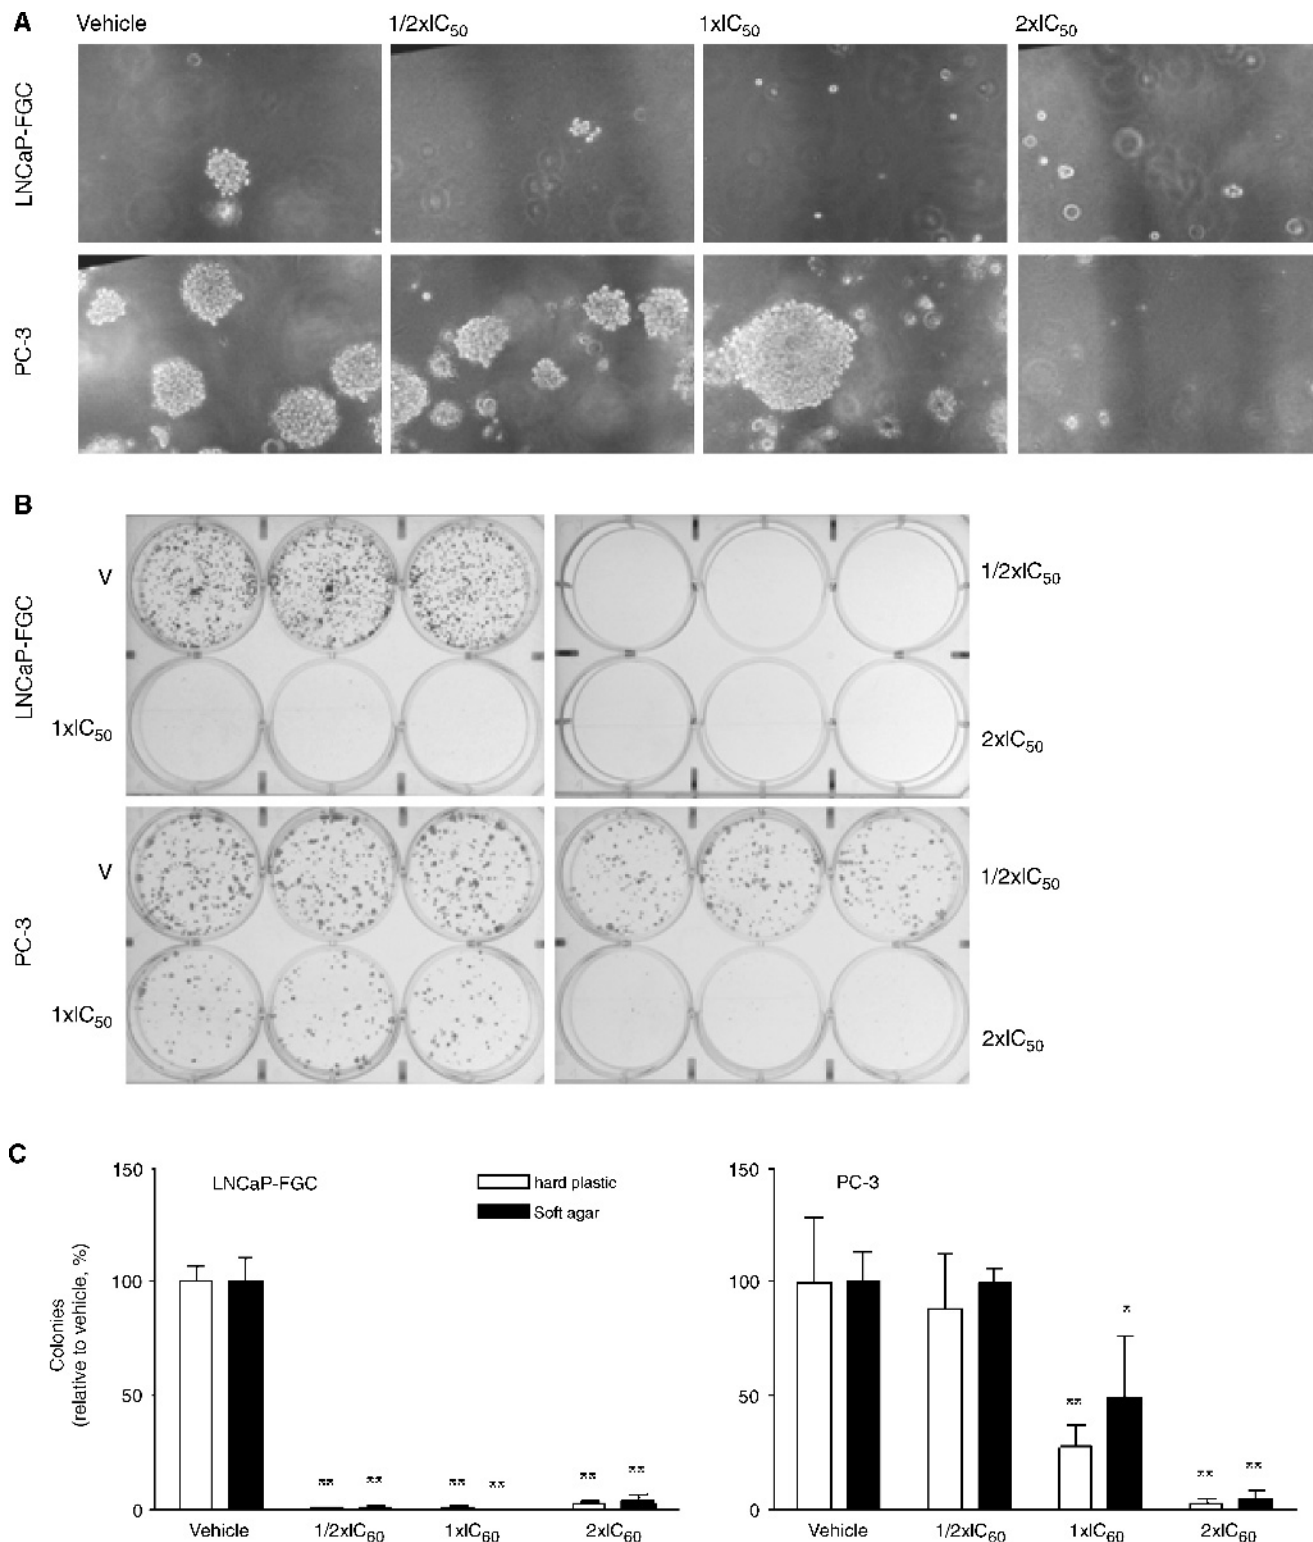 A
Vehicle 1/2xIC50 1xIC50 2xIC50
LNCaP-FGC
PC-3
B
LNCaP-FGC
V
1/2xIC50
1xIC50
2xIC50
PC-3
V
1/2xIC50
1xIC50
2xIC50
C
Colonies
(relative to vehicle, %)
150
100
50
0
LNCaP-FGC
hard plastic
Soft agar
** ** ** ** ** **
Vehicle 1/2xIC60 1xIC60 2xIC60
150
100
50
0
PC-3
** * ** **
Vehicle 1/2xIC60 1xIC60 2xIC60